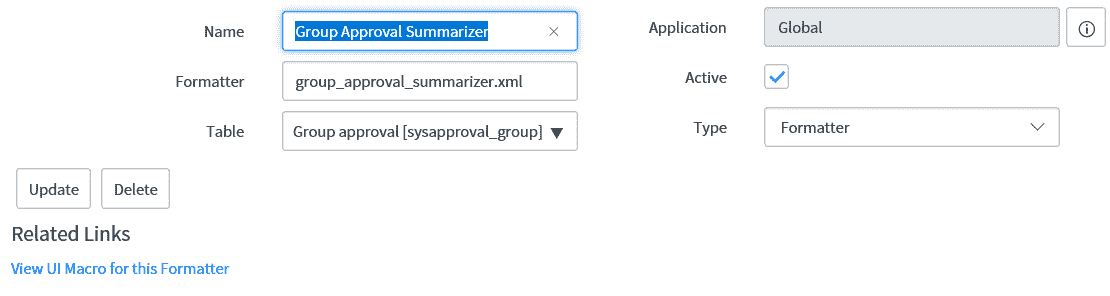 Name Group Approval Summarizer Application Global
Formatter group_approval_summarizer.xml Active
Table Group approval [sysapproval_group] Type Formatter
Update Delete
Related Links
View UI Macro for this Formatter